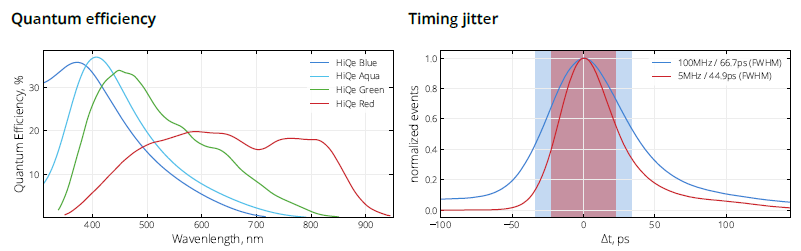 Quantum efficiency
Quantum Efficiency, %
30
20
10
HiQe Blue
HiQe Aqua
HiQe Green
HiQe Red
400 500 600 700 800 900
Wavenlength, nm
Timing jitter
normalized events
1.0
0.8
0.6
0.4
0.2
0.0
100MHz / 66.7ps (FWHM)
5MHz / 44.9ps (FWHM)
−100 −50 0 50 100
Δt, ps